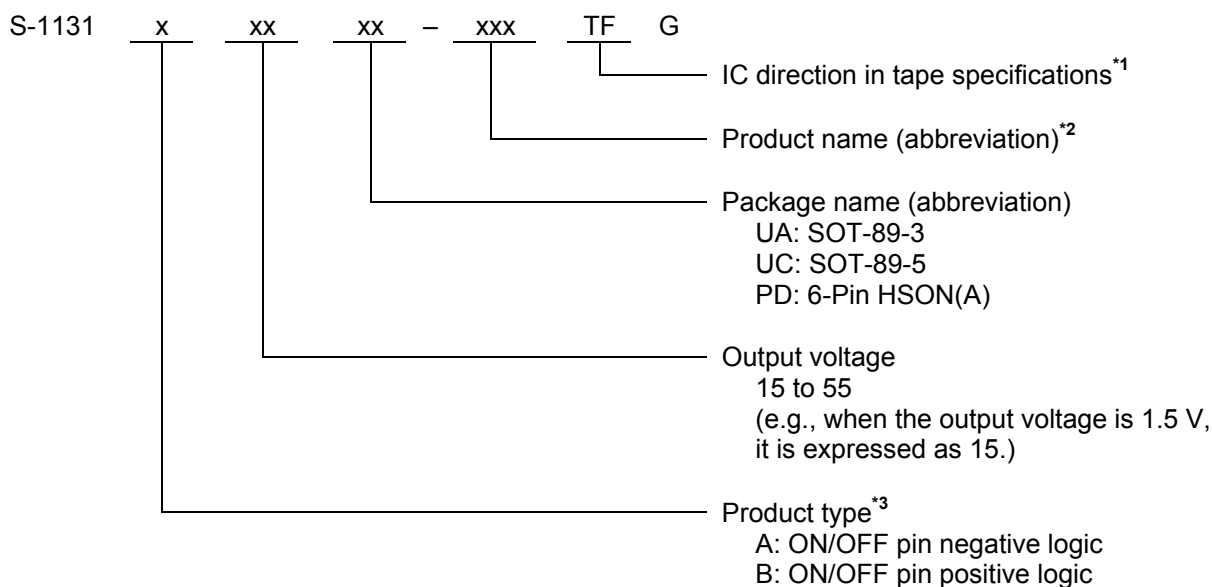 S-1131 x xx xx – xxx TF G
IC direction in tape specifications*1
Product name (abbreviation)*2
Package name (abbreviation)
UA: SOT-89-3
UC: SOT-89-5
PD: 6-Pin HSON(A)
Output voltage
15 to 55
(e.g., when the output voltage is 1.5 V,
it is expressed as 15.)
Product type*3
A: ON/OFF pin negative logic
B: ON/OFF pin positive logic